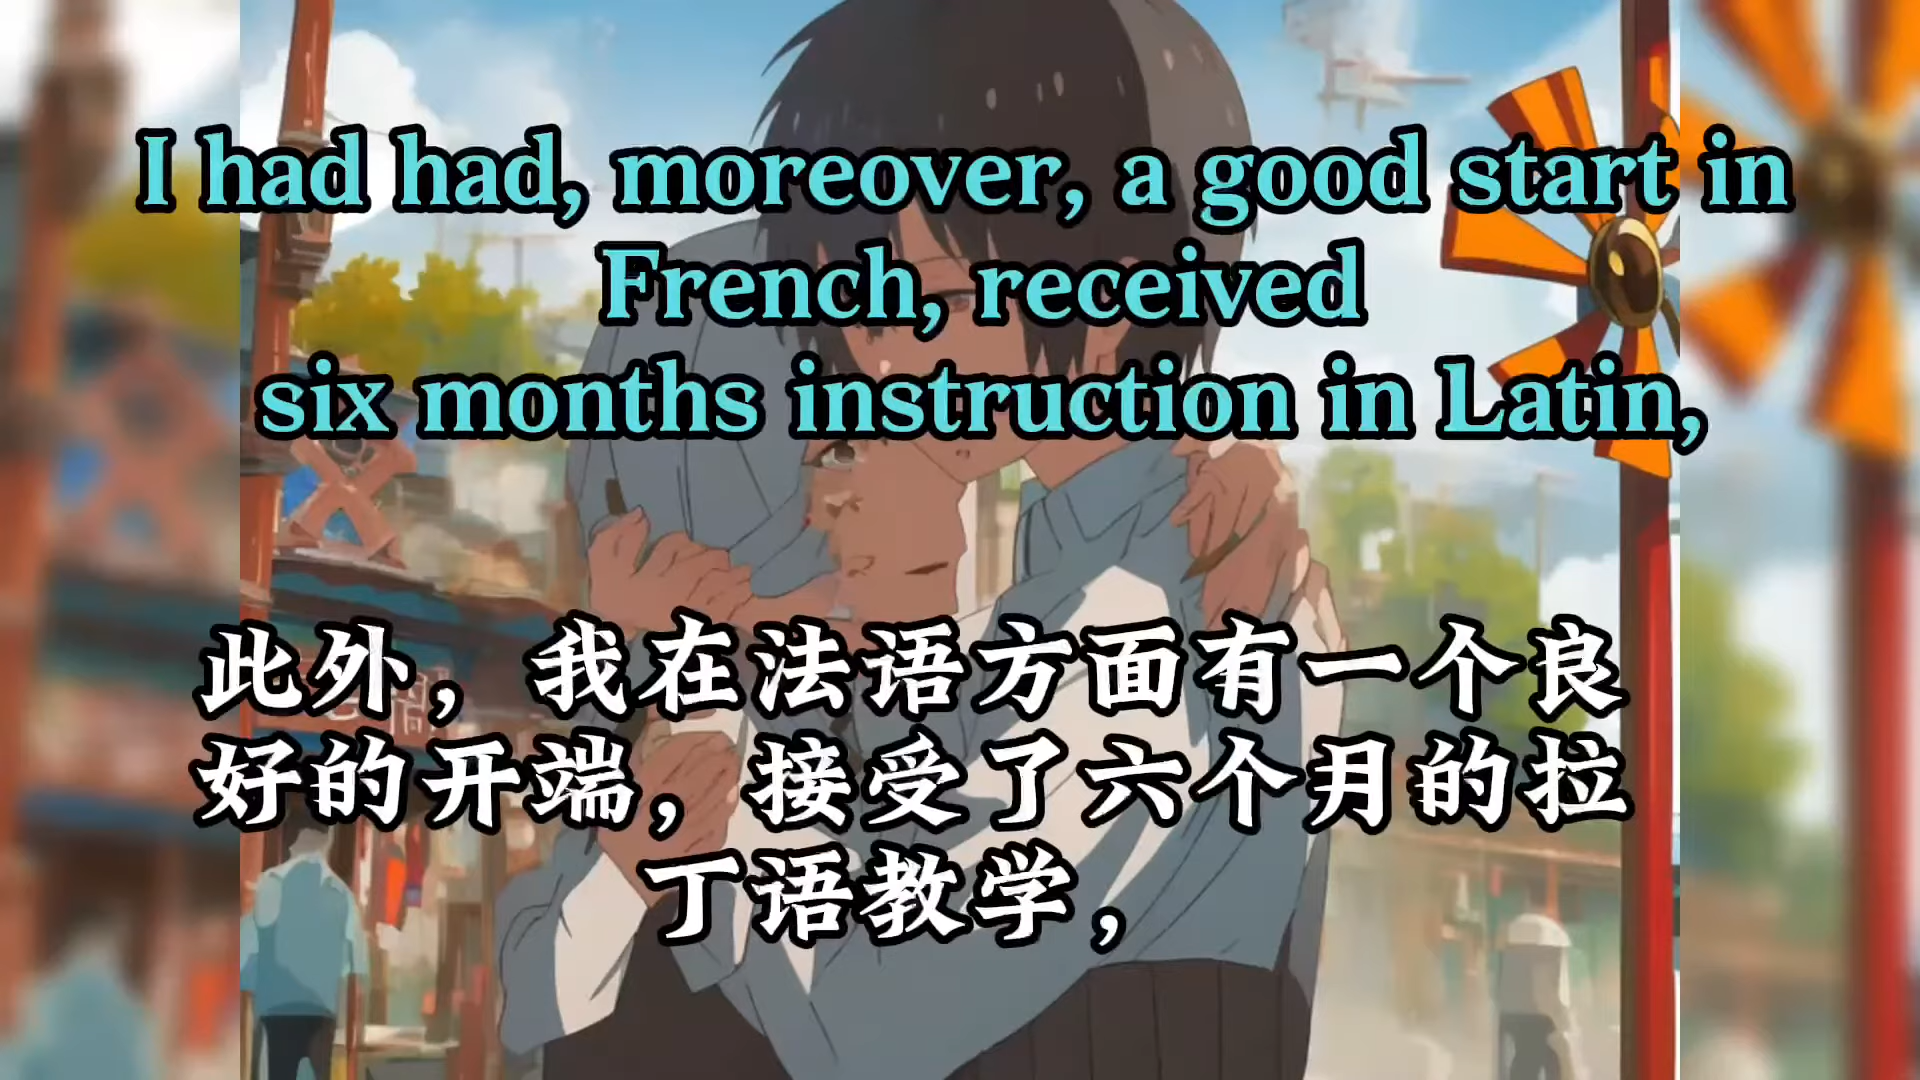 I had had, moreover, a good start in
French, received
six months instruction in Latin,
此外，我在法语方面有一个良
好的开端，接受了六个月的拉
丁语教学，